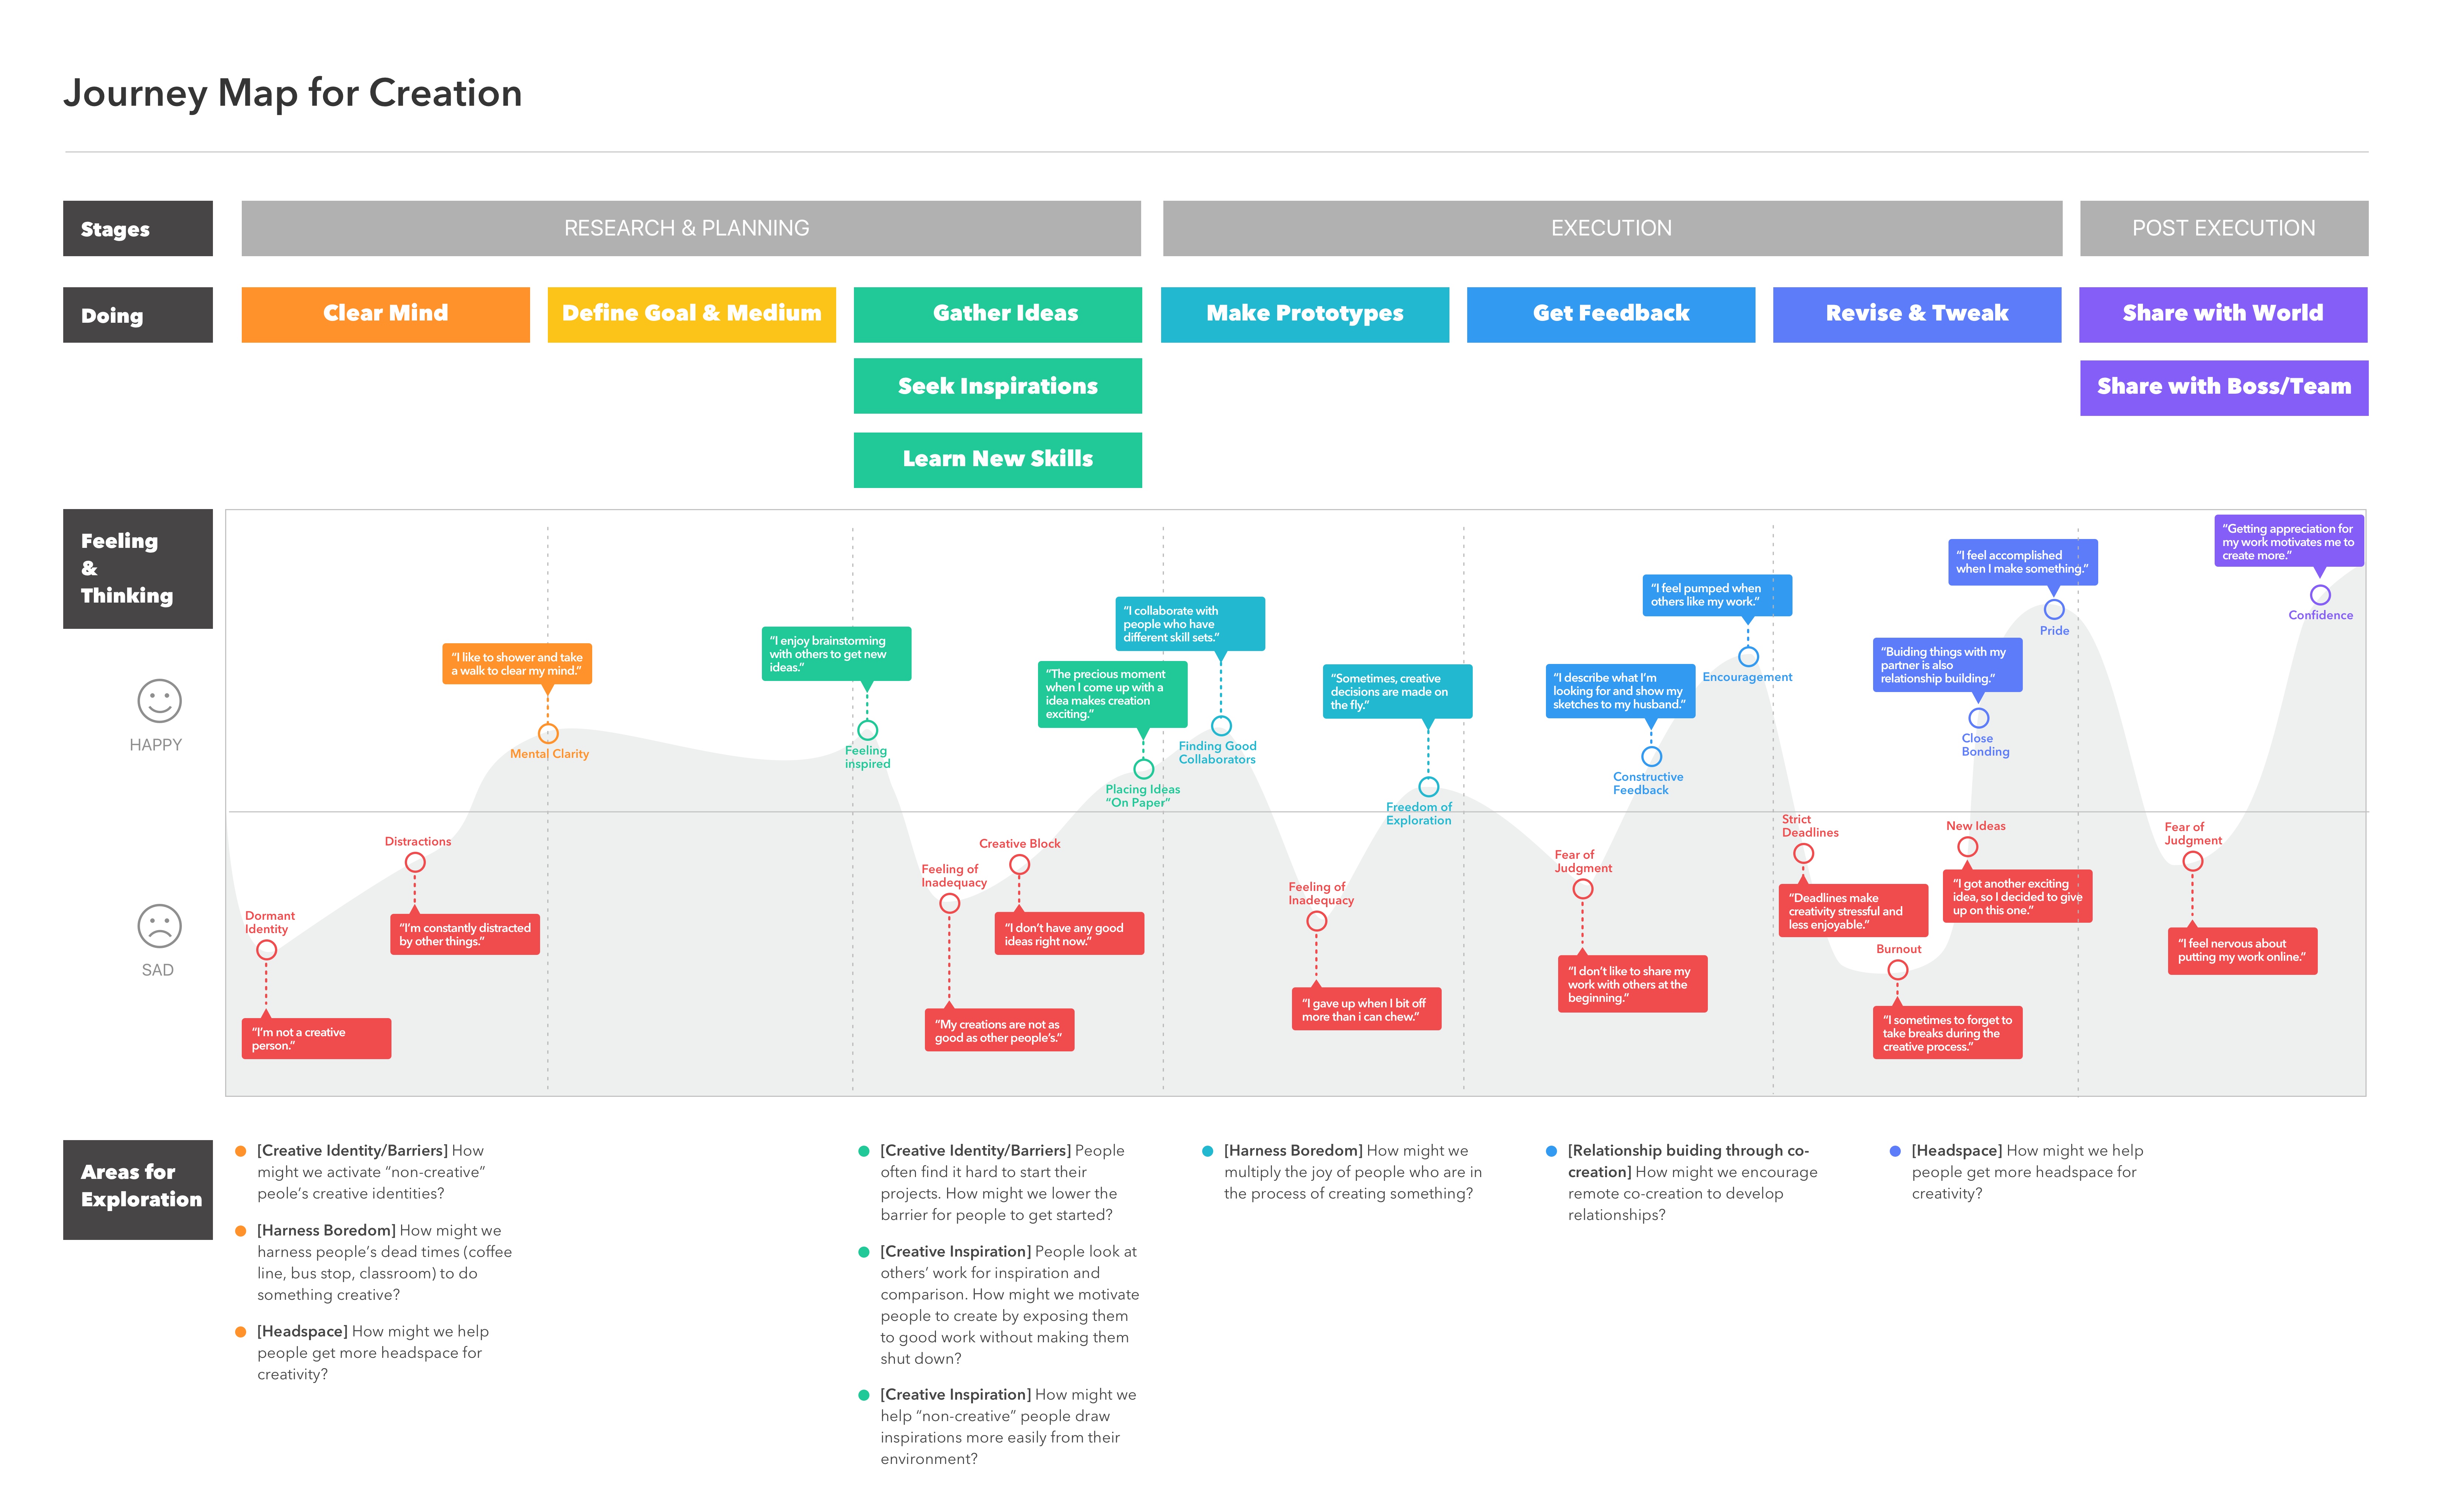 Journey Map for Creation
Stages
RESEARCH & PLANNING
EXECUTION
POST EXECUTION
Doing
Clear Mind
Define Goal & Medium
Gather Ideas
Make Prototypes
Get Feedback
Revise & Tweak
Share with World
Seek Inspirations
Share with Boss/Team
Learn New Skills
Feeling
&
Thinking
HAPPY
SAD
"I'm not a creative
person."
Dormant
Identity
Distractions
"I'm constantly distracted
by other things."
"I like to shower and take
a walk to clear my mind."
Mental Clarity
"I enjoy brainstorming
with others to get new
ideas."
Feeling
inspired
Feeling of
Inadequacy
"My creations are not as
good as other people's."
Creative Block
"I don't have any good
ideas right now."
"The precious moment
when I come up with a
idea makes creation
exciting."
Placing Ideas
"On Paper"
"I collaborate with
people who have
different skill sets."
Finding Good
Collaborators
Feeling of
Inadequacy
"I gave up when I bit off
more than i can chew."
"Sometimes, creative
decisions are made on
the fly."
Freedom of
Exploration
Fear of
Judgment
"I don't like to share my
work with others at the
beginning."
"I describe what I'm
looking for and show my
sketches to my husband."
Constructive
Feedback
"I feel pumped when
others like my work."
Encouragement
Strict
Deadlines
"Deadlines make
creativity stressful and
less enjoyable."
Burnout
"I sometimes to forget to
take breaks during the
creative process."
New Ideas
"I got another exciting
idea, so I decided to give
up on this one."
"Buiding things with my
partner is also
relationship building."
Close
Bonding
"I feel accomplished
when I make something."
Pride
Fear of
Judgment
"I feel nervous about
putting my work online."
"Getting appreciation for
my work motivates me to
create more."
Confidence
Areas for
Exploration
[Creative Identity/Barriers] How
might we activate "non-creative"
peole's creative identities?
[Harness Boredom] How might we
harness people's dead times (coffee
line, bus stop, classroom) to do
something creative?
[Headspace] How might we help
people get more headspace for
creativity?
[Creative Identity/Barriers] People
often find it hard to start their
projects. How might we lower the
barrier for people to get started?
[Creative Inspiration] People look at
others' work for inspiration and
comparison. How might we motivate
people to create by exposing them
to good work without making them
shut down?
[Creative Inspiration] How might we
help "non-creative" people draw
inspirations more easily from their
environment?
[Harness Boredom] How might we
multiply the joy of people who are in
the process of creating something?
[Relationship buiding through co-
creation] How might we encourage
remote co-creation to develop
relationships?
[Headspace] How might we help
people get more headspace for
creativity?